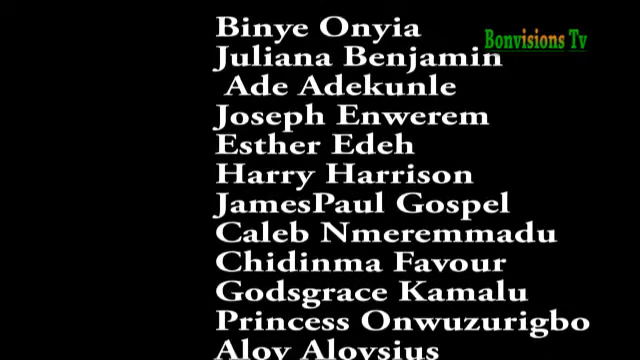 Binye Onyia
Bonvisions Tv
Juliana Benjamin
Ade Adekunle
Joseph Enwerem
Esther Edeh
Harry Harrison
JamesPaul Gospel
Caleb Nmeremmadu
Chidinma Favour
Godsgrace Kamalu
Princess Onwuzurigbo
Aloy Aloysius